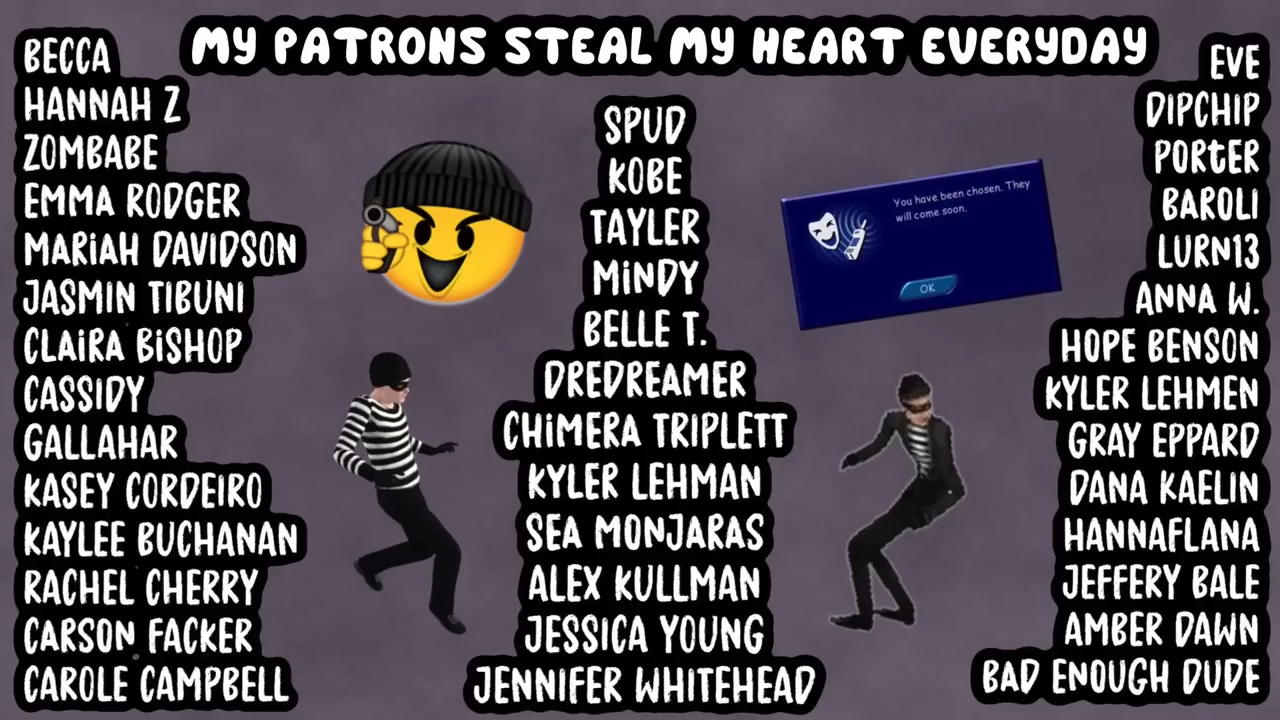 MY PATRONS STEAL MY HEART EVERYDAY
BECCA
HANNAH Z
ZOMBABE
EMMA RODGER
MARiAH DAVIDSON
JASMIN TIBUNI
CLAiRA BiSHOP
CASSIDY
GALLAHAR
KASEY CORDEIRO
KAYLEE BUCHANAN
RACHEL CHERRY
CARSON FACKER
CAROLE CAMPBELL
SPUD
KOBE
TAYLER
MiNDY
BELLE T.
DREDREAMER
CHiMERA TRIPLETT
KYLER LEHMAN
SEA MONJARAS
ALEX KULLMAN
JESSICA YOUNG
JENNIFER WHITEHEAD
You have been chosen. They
will come soon.
OK
EVE
DIPCHIP
PORtER
BAROLI
LURN13
ANNA W.
HOPE BENSON
KYLER LEHMEN
GRAY EPPARD
DANA KAELIN
HANNAFLANA
JEFFERY BALE
AMBER DAWN
BAD ENOUGH DUDE